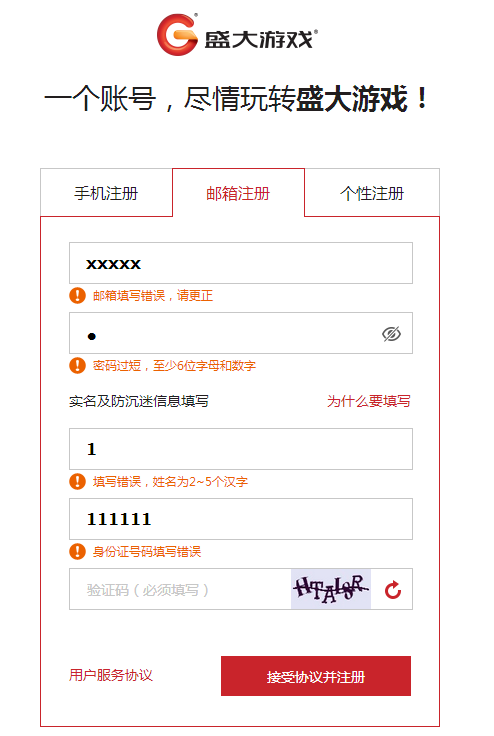 盛大游戏
一个账号，尽情玩转盛大游戏！
手机注册 邮箱注册 个性注册
xxxxx
邮箱填写错误，请更正
●
密码过短，至少6位字母和数字
实名及防沉迷信息填写 为什么要填写
1
填写错误，姓名为2~5个汉字
111111
身份证号码填写错误
验证码（必须填写）
用户服务协议 接受协议并注册